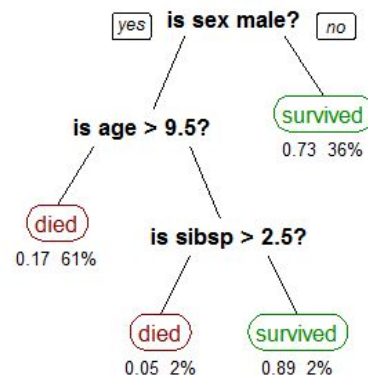 yes is sex male? no
is age > 9.5?
survived
0.73 36%
died
0.17 61%
is sibsp > 2.5?
died
0.05 2%
survived
0.89 2%